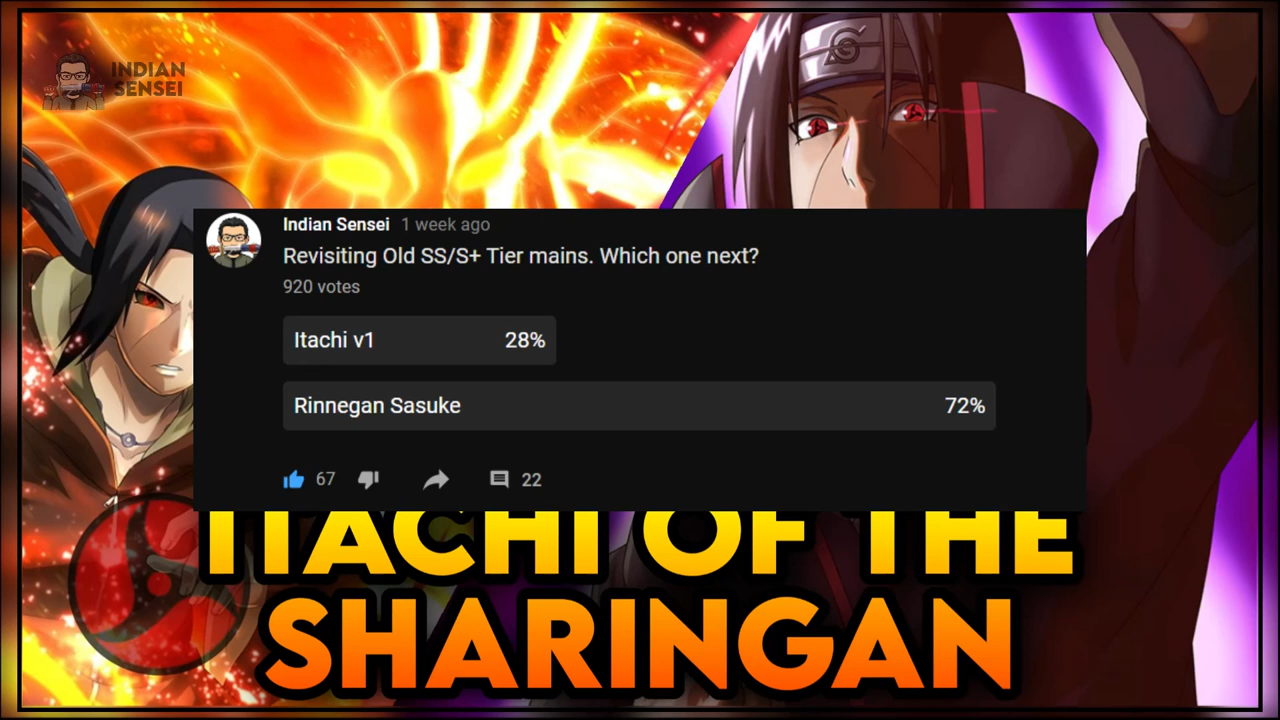 INDIAN
SENSEI
Indian Sensei 1 week ago
Revisiting Old SS/S+ Tier mains. Which one next?
920 votes
Itachi v1 28%
Rinnegan Sasuke 72%
67 22
ITACHI OF THE
SHARINGAN